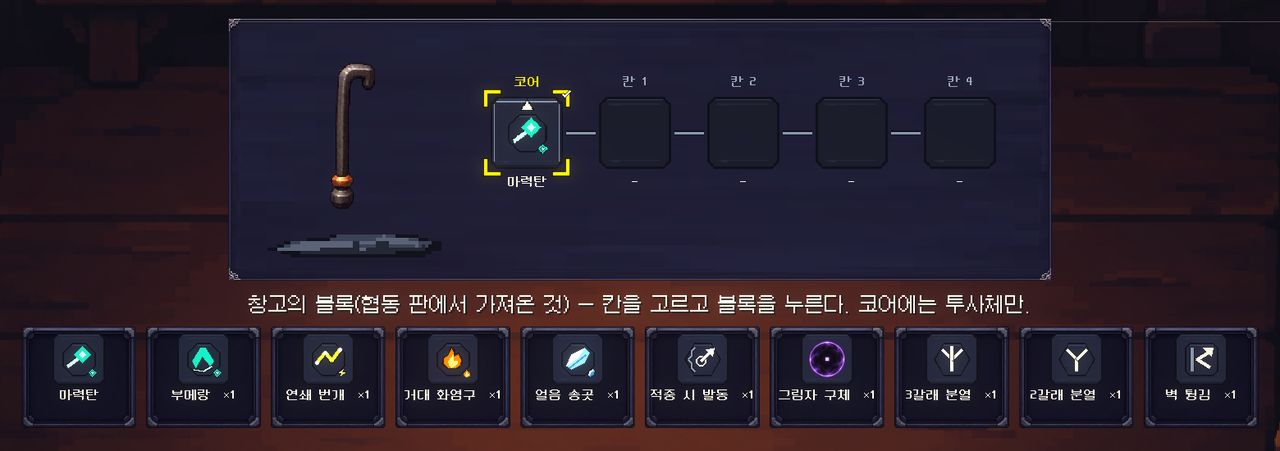 코어 칸 1 칸 2 칸 3 칸 4
마력탄 - - - -
창고의 블록(협동 판에서 가져온 것) - 칸을 고르고 블록을 누른다. 코어에는 투사체만.
마력탄 부메랑 ×1 연쇄 번개 ×1 거대 화염구 ×1 얼음 송곳 ×1 적중 시 발동 ×1 그림자 구체 ×1 3갈래 분열 ×1 2갈래 분열 ×1 벽 튕김 ×1